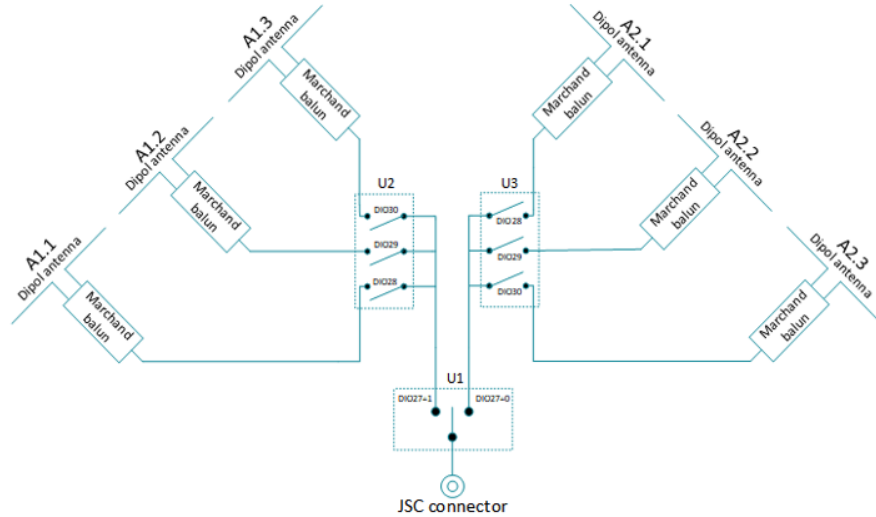 A1.3
Dipol antenna
Marchand
balun
A2.1
Dipol antenna
Marchand
balun
A1.2
Dipol antenna
Marchand
balun
A2.2
Dipol antenna
Marchand
balun
A1.1
Dipol antenna
Marchand
balun
A2.3
Dipol antenna
Marchand
balun
U2
DIO30
DIO29
DIO28
U3
DIO28
DIO29
DIO30
U1
DIO27=1
DIO27=0
JSC connector